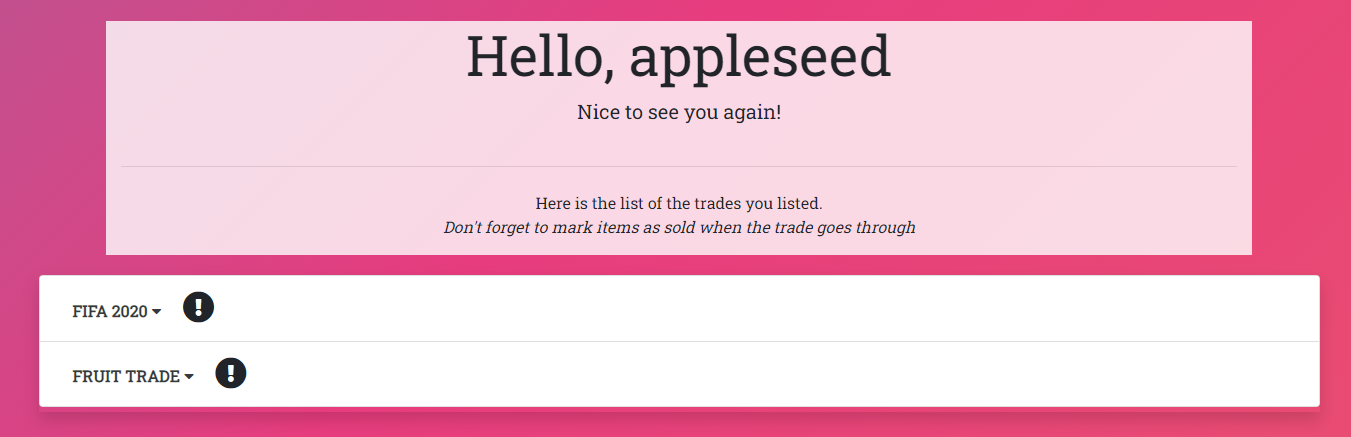 Hello, appleseed
Nice to see you again!
Here is the list of the trades you listed.
Don't forget to mark items as sold when the trade goes through
FIFA 2020
FRUIT TRADE